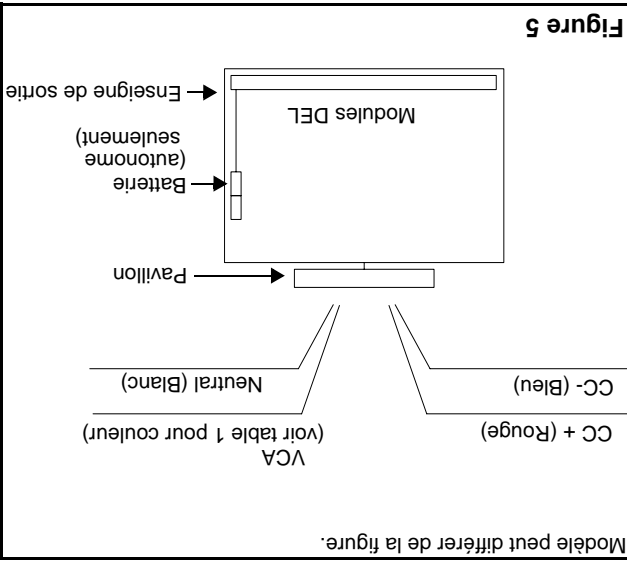 Modèle peut différer de la figure.
CC + (Rouge)
VCA
(voir table 1 pour couleur)
CC- (Bleu)
Neutral (Blanc)
Pavillon
Batterie
(autonome
seulement)
Modules DEL
Enseigne de sortie
Figure 5